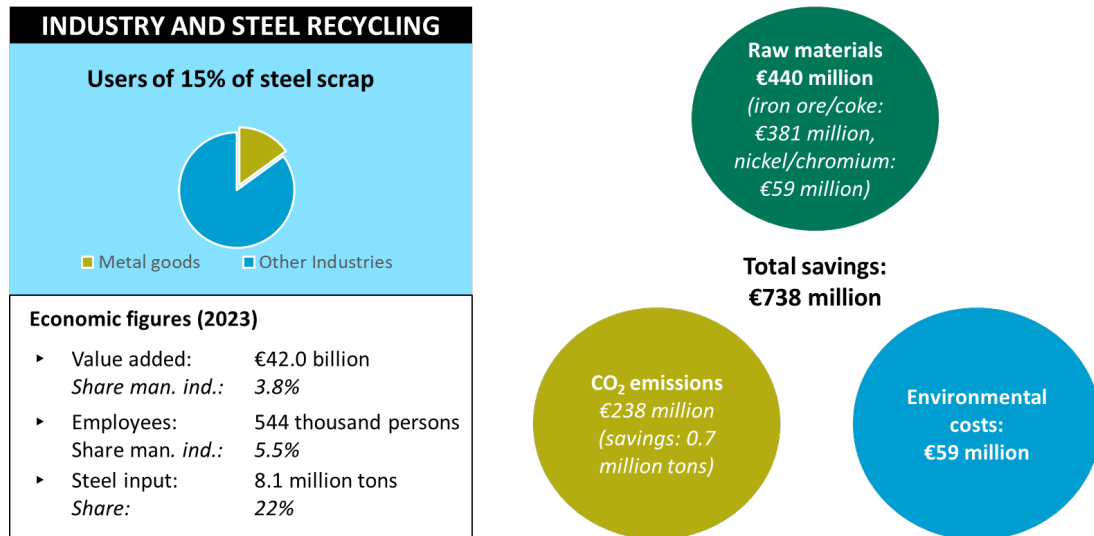 INDUSTRY AND STEEL RECYCLING
Users of 15% of steel scrap
Metal goods
Other Industries
Economic figures (2023)
▸ Value added: €42.0 billion
Share man. ind.: 3.8%
▸ Employees: 544 thousand persons
Share man. ind.: 5.5%
▸ Steel input: 8.1 million tons
Share: 22%
Raw materials
€440 million
(iron ore/coke:
€381 million,
nickel/chromium:
€59 million)
Total savings:
€738 million
CO₂ emissions
€238 million
(savings: 0.7
million tons)
Environmental
costs:
€59 million